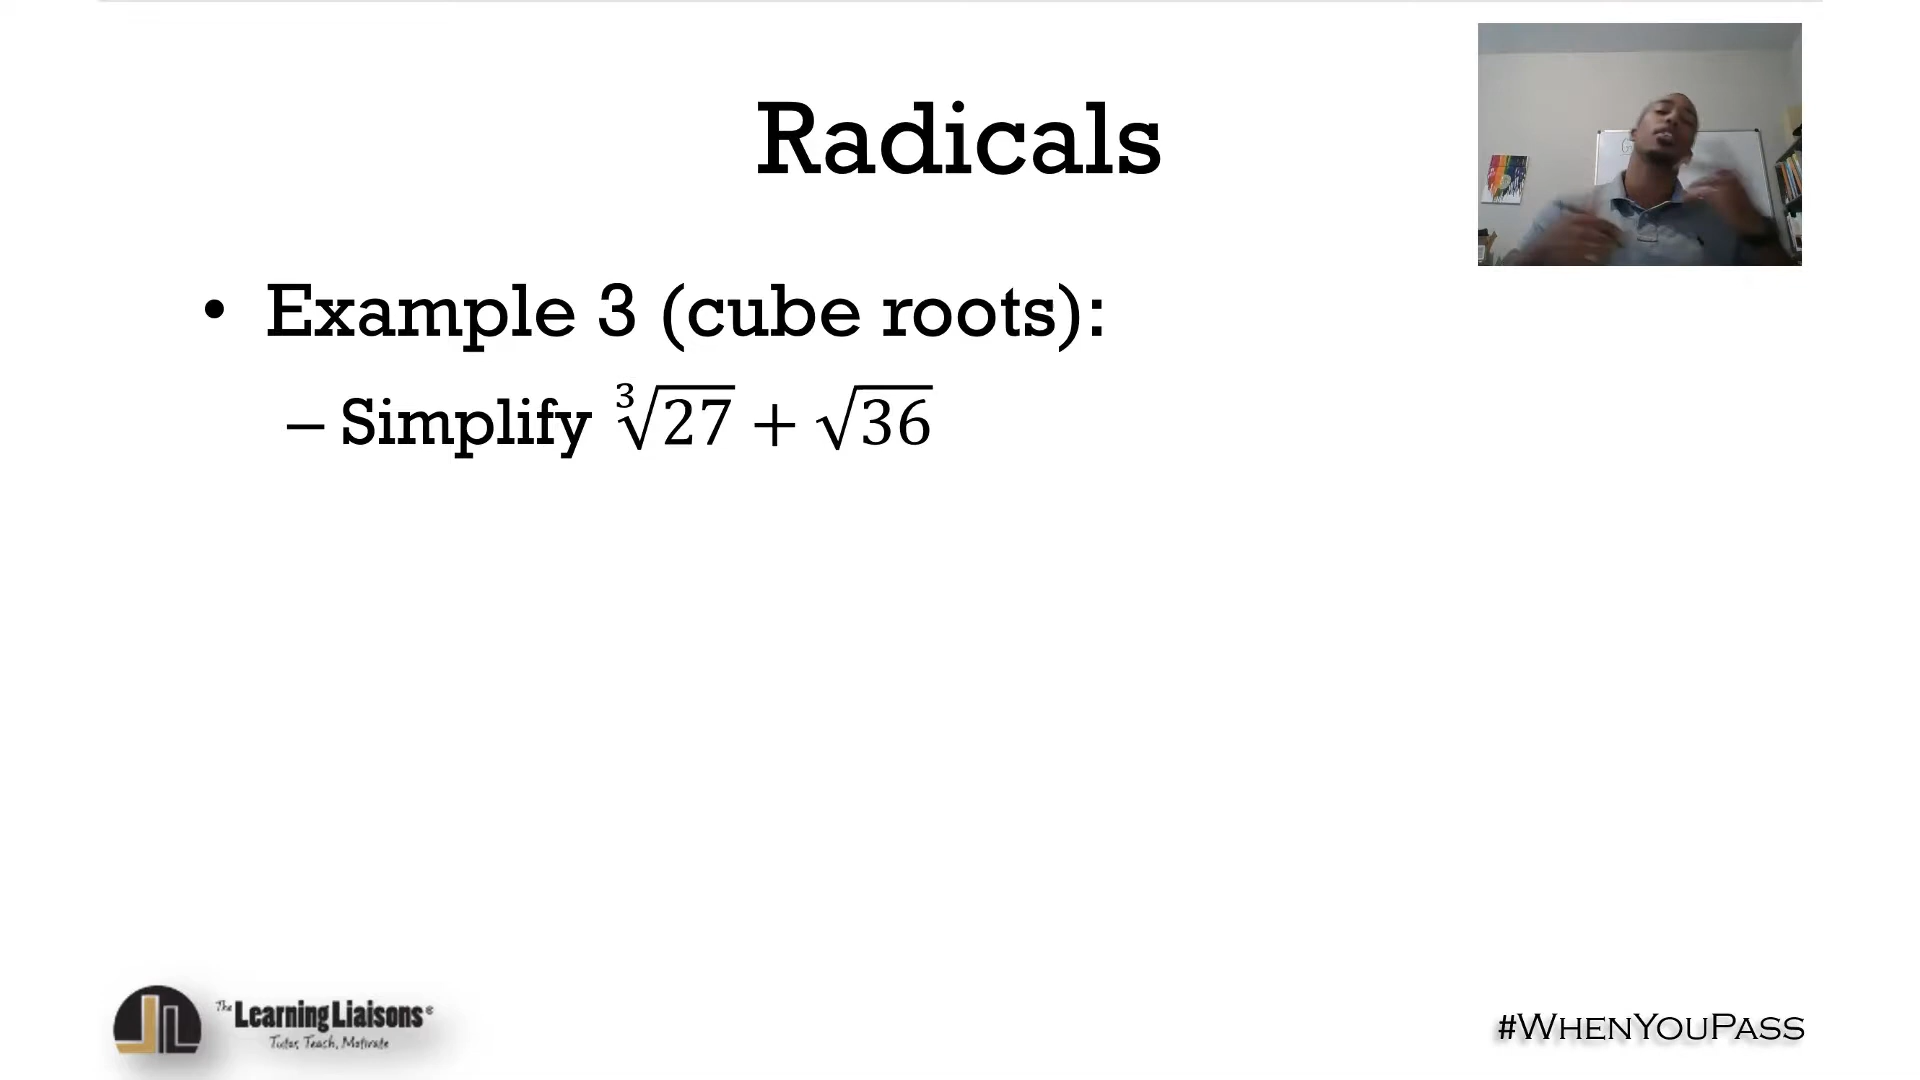 Radicals
• Example 3 (cube roots):
– Simplify ∛27 + √36
The Learning Liaisons®
Tutor, Teach, Motivate
#WHENYOUPASS